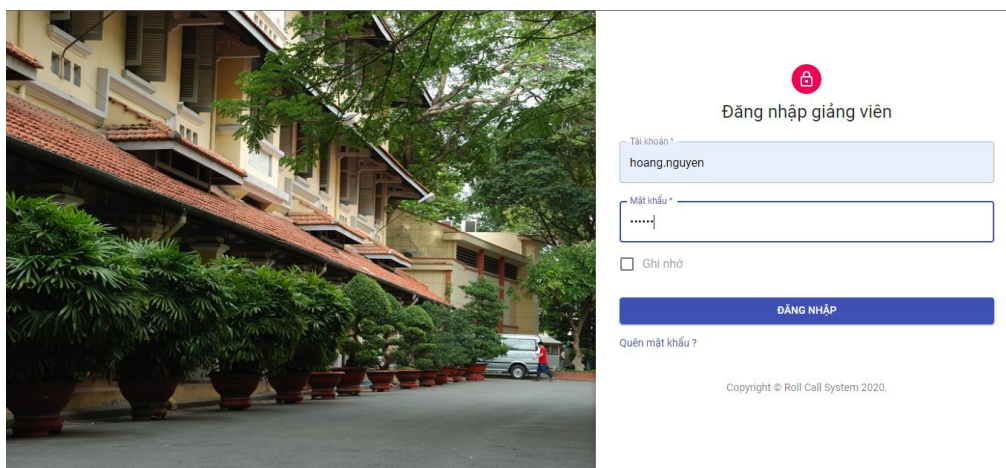 Đăng nhập giảng viên
Tài khoản *
hoang.nguyen
Mật khẩu *
••••••
Ghi nhớ
ĐĂNG NHẬP
Quên mật khẩu ?
Copyright © Roll Call System 2020.